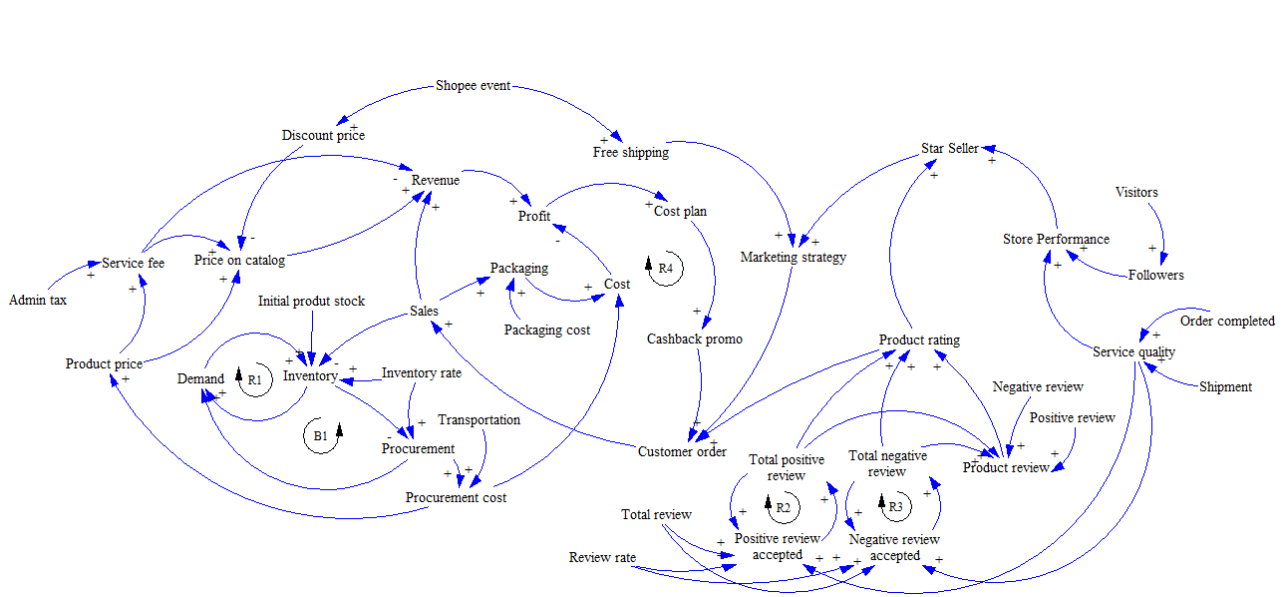 Shopee event
Discount price
+
Free shipping
+
Star Seller
+
+
Revenue
-
+
+
Visitors
Profit
+
-
Cost plan
+
Store Performance
+
+
Service fee
+
+
Price on catalog
+
-
+
Marketing strategy
+
+
Followers
+
Admin tax
Packaging
+
+
Cost
+
R4
Initial produt stock
Sales
+
Packaging cost
Cashback promo
+
Order completed
Product price
+
Product rating
+
+
+
Service quality
+
+
Demand
+
R1
Inventory
+
+
-
+
Inventory rate
Negative review
Shipment
Transportation
Positive review
B1
Procurement
-
+
Customer order
+
+
Total positive
review
Total negative
review
Product review
+
+
+
Procurement cost
+
+
R2
+
+
R3
+
+
Total review
Positive review
accepted
+
+
+
Negative review
accepted
+
+
+
Review rate